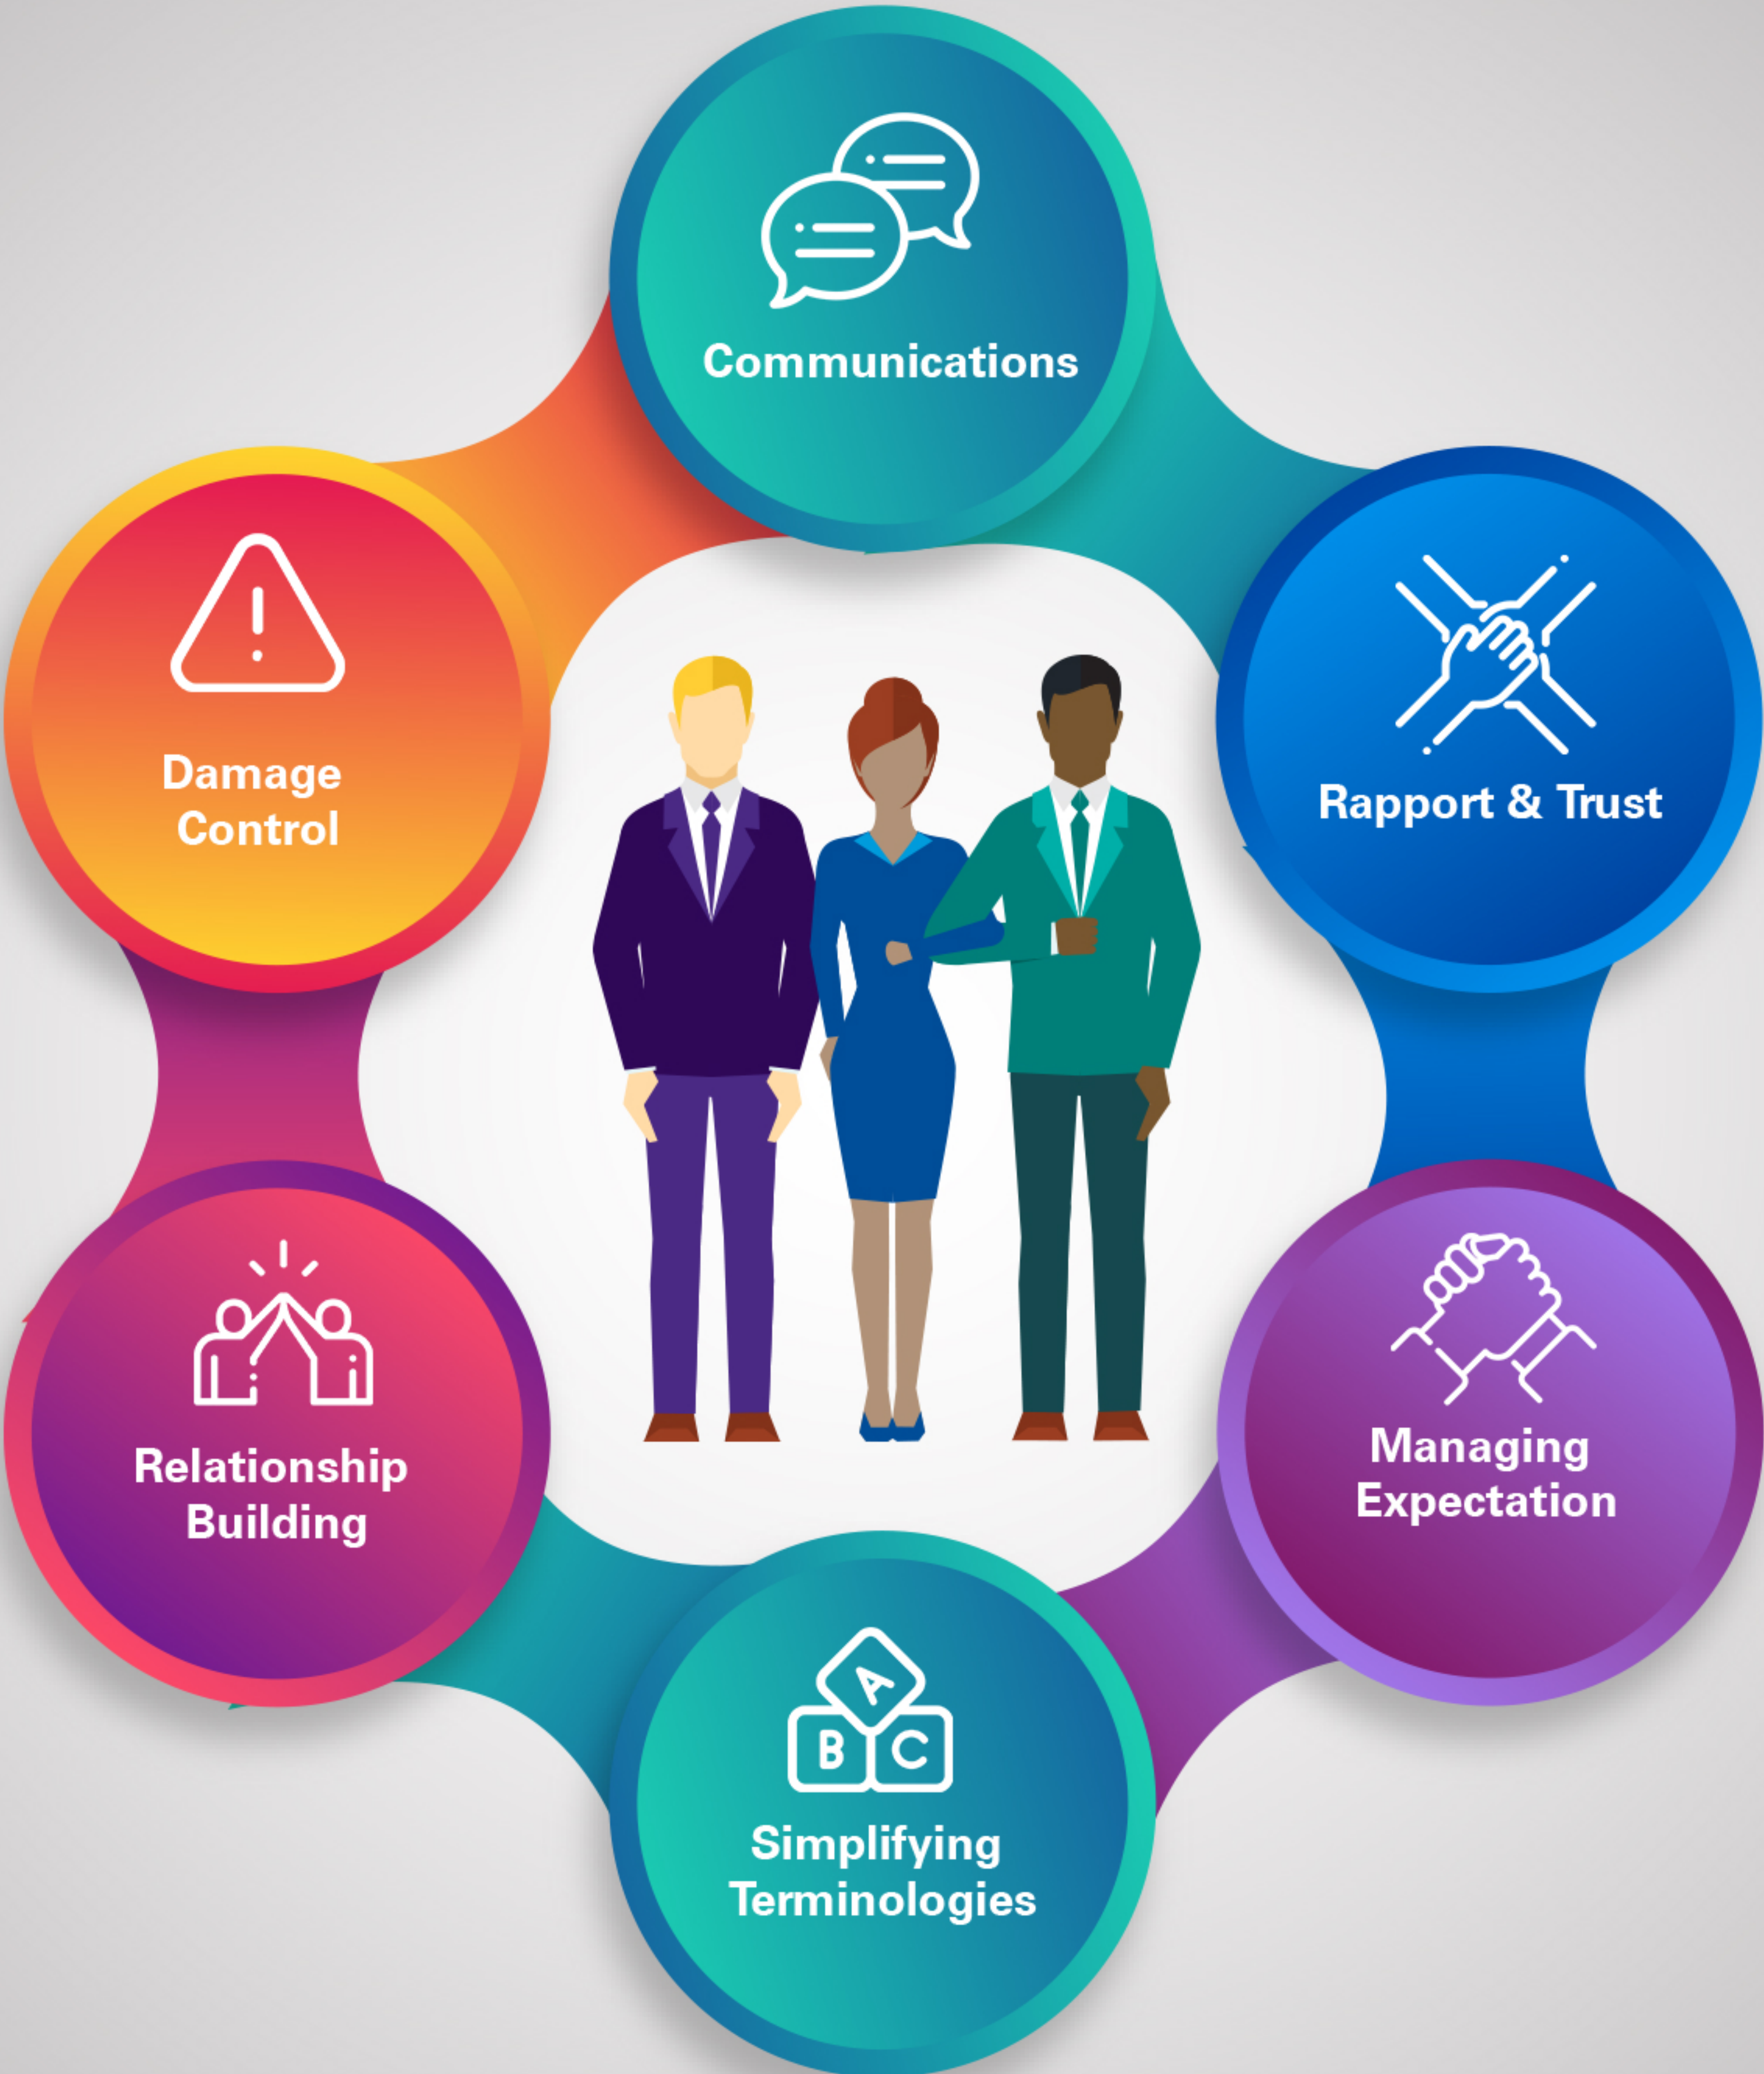 Communications
Rapport & Trust
Managing
Expectation
A
B C
Simplifying
Terminologies
Relationship
Building
Damage
Control